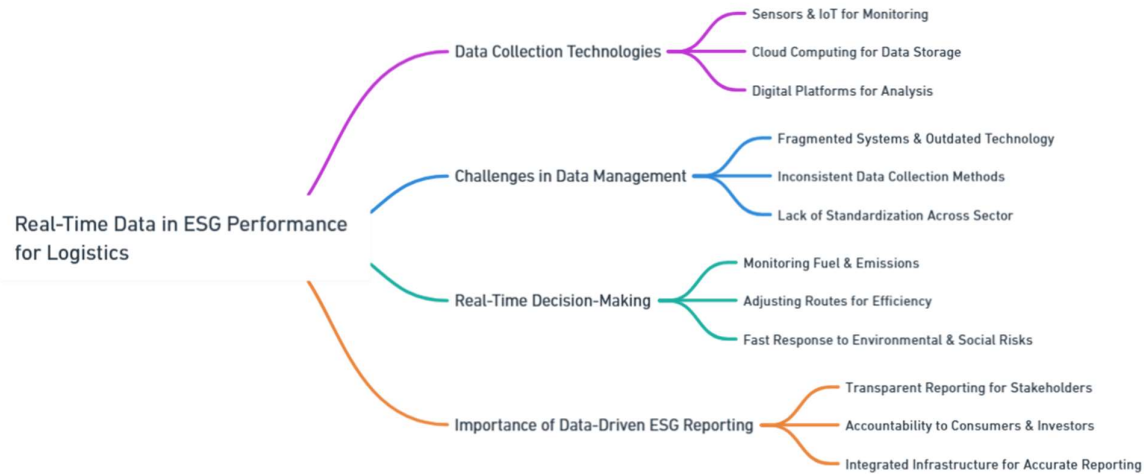 Real-Time Data in ESG Performance
for Logistics
Data Collection Technologies
Sensors & IoT for Monitoring
Cloud Computing for Data Storage
Digital Platforms for Analysis
Challenges in Data Management
Fragmented Systems & Outdated Technology
Inconsistent Data Collection Methods
Lack of Standardization Across Sector
Real-Time Decision-Making
Monitoring Fuel & Emissions
Adjusting Routes for Efficiency
Fast Response to Environmental & Social Risks
Importance of Data-Driven ESG Reporting
Transparent Reporting for Stakeholders
Accountability to Consumers & Investors
Integrated Infrastructure for Accurate Reporting